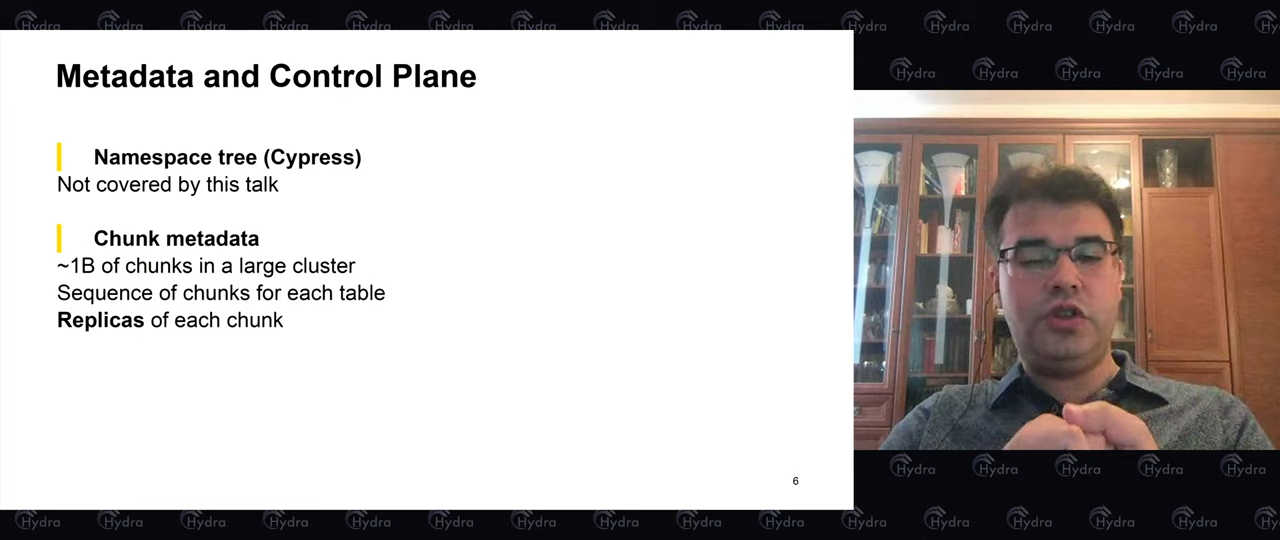 Metadata and Control Plane
Namespace tree (Cypress)
Not covered by this talk
Chunk metadata
~1B of chunks in a large cluster
Sequence of chunks for each table
Replicas of each chunk
6
Hydra